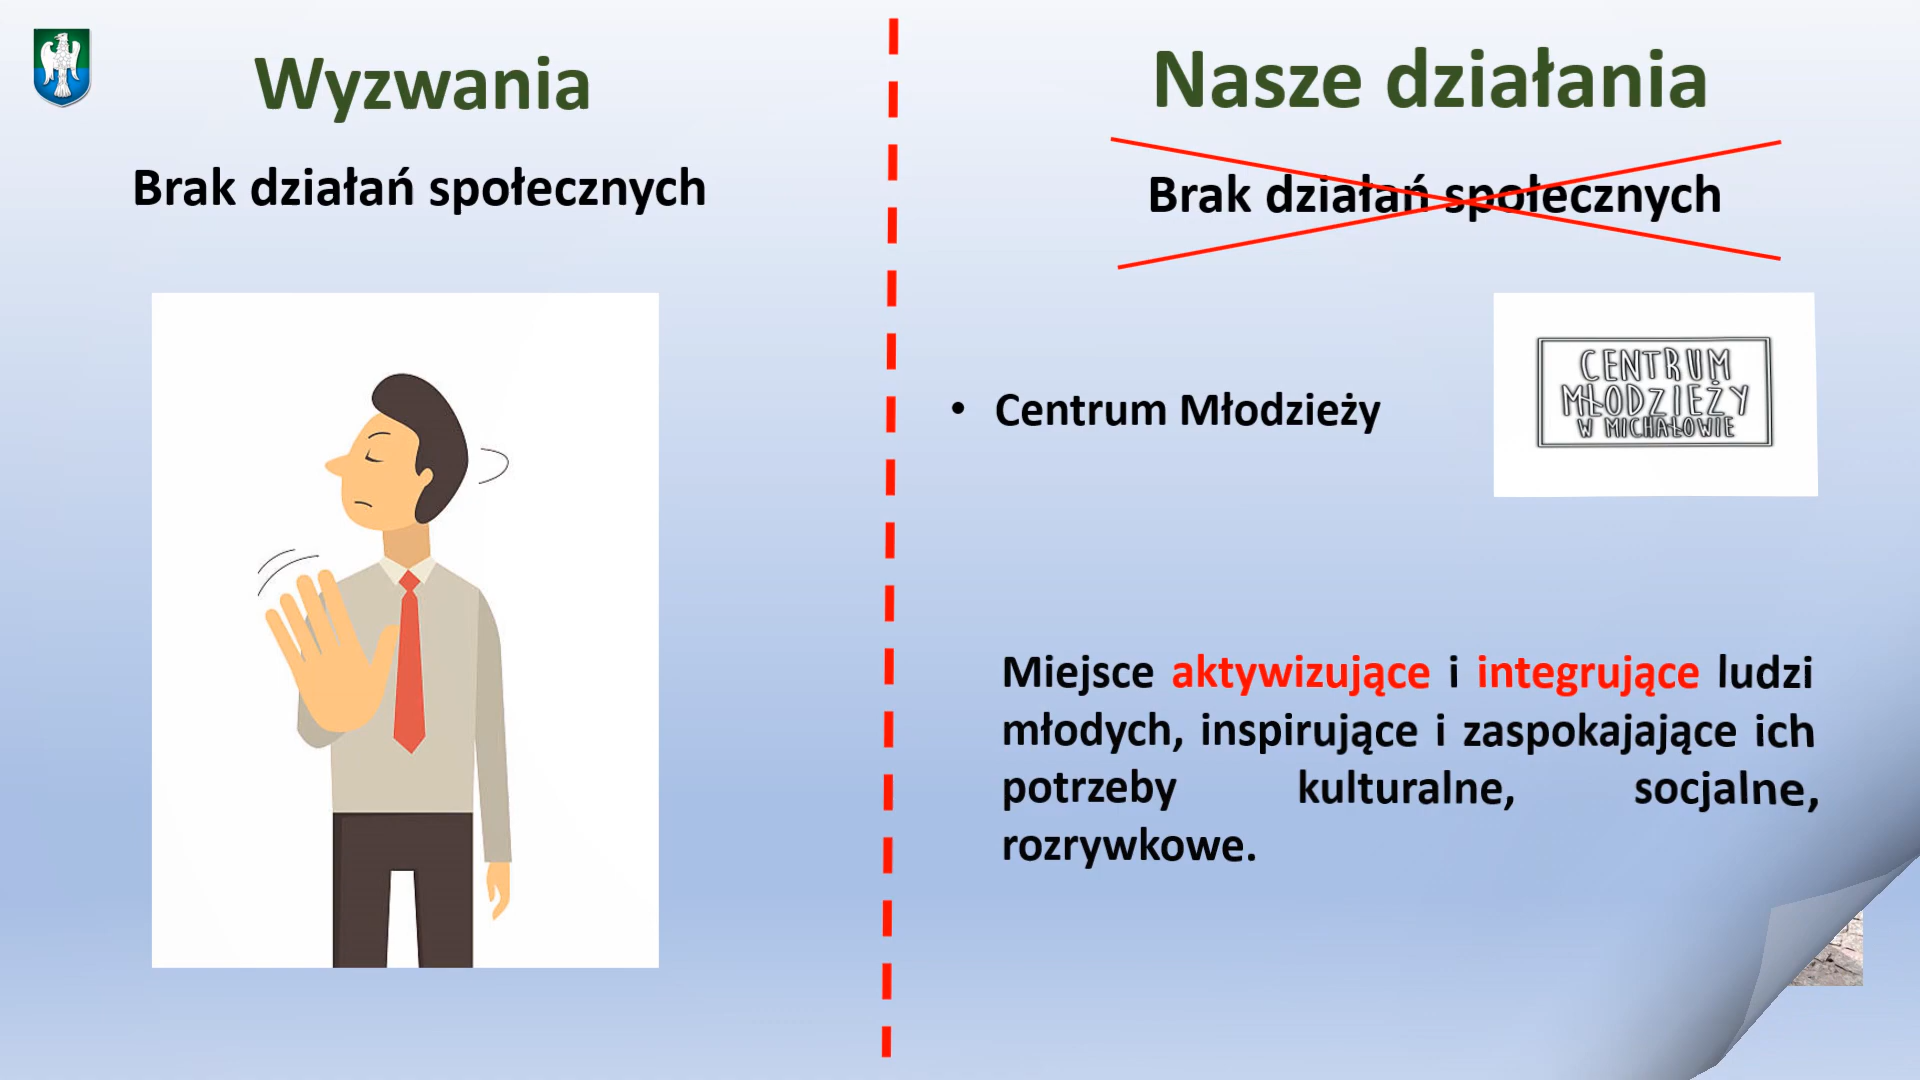 Wyzwania
Brak działań społecznych
Nasze działania
Brak działań społecznych
• Centrum Młodzieży
CENTRUM
MŁODZIEŻY
W MICHAŁOWIE
Miejsce aktywizujące i integrujące ludzi
młodych, inspirujące i zaspokajające ich
potrzeby kulturalne, socjalne,
rozrywkowe.